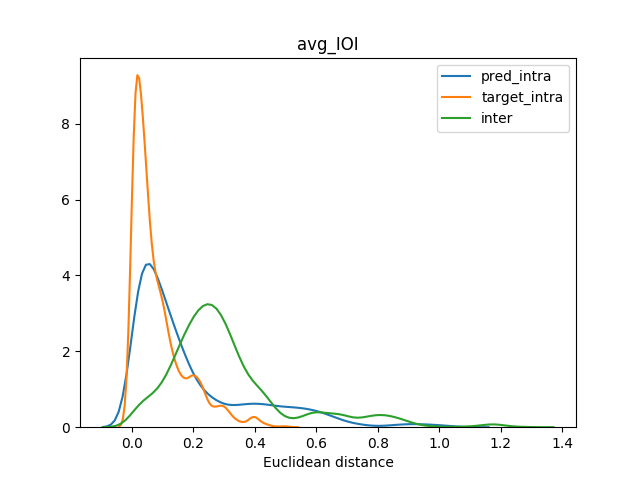 avg_IOI
pred_intra
target_intra
inter
8
6
4
2
0
0.0 0.2 0.4 0.6 0.8 1.0 1.2 1.4
Euclidean distance